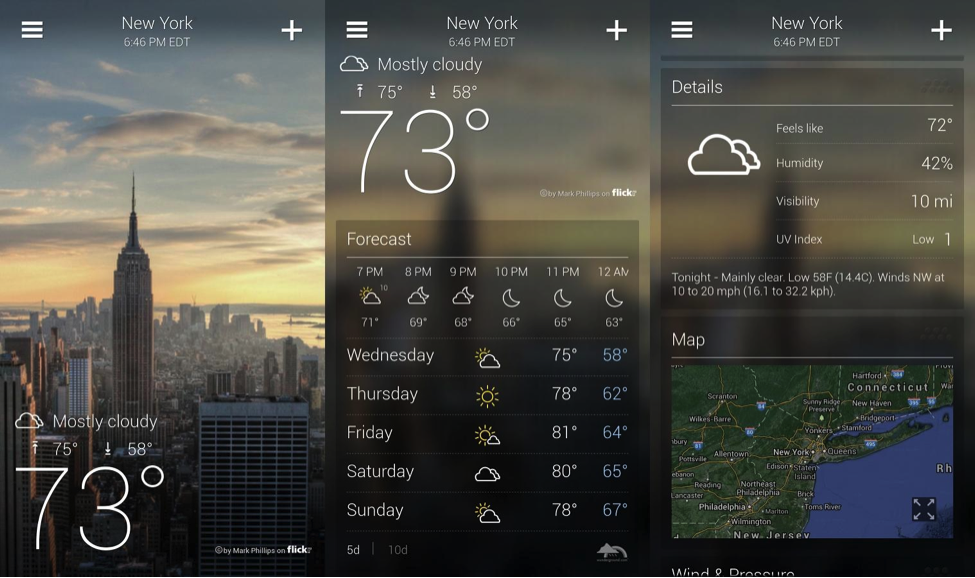 New York
6:46 PM EDT
Mostly cloudy
75° 58°
73°
©by Mark Phillips on flickr
New York
6:46 PM EDT
Mostly cloudy
75° 58°
73°
©by Mark Phillips on flickr
Forecast
7 PM 8 PM 9 PM 10 PM 11 PM 12 AM
10
71° 69° 68° 66° 65° 63°
Wednesday 75° 58°
Thursday 78° 62°
Friday 81° 64°
Saturday 80° 65°
Sunday 78° 67°
5d 10d
New York
6:46 PM EDT
Details
Feels like 72°
Humidity 42%
Visibility 10 mi
UV Index Low 1
Tonight - Mainly clear. Low 58F (14.4C). Winds NW at
10 to 20 mph (16.1 to 32.2 kph).
Map
Hartford
Connecticut
Scranton
Sunny Ridge
Preserve
New Haven
Wilkes-Barre
Bridgeport
Stamford
Yonkers
Pottsville
Allentown
New York
Queens
Edison
Staten
Island
Reading
Lancaster
Northeast
Philadelphia
Brick
Rh
Philadelphia
Marlton
Toms River
Wilmington
New Jersey
Wind & Pressure